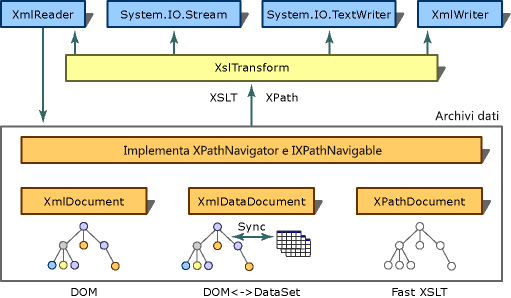 XmlReader System.IO.Stream System.IO.TextWriter XmlWriter
XslTransform
XSLT XPath
Archivi dati
Implementa XPathNavigator e IXPathNavigable
XmlDocument XmlDataDocument XPathDocument
Sync
DOM DOM<->DataSet Fast XSLT